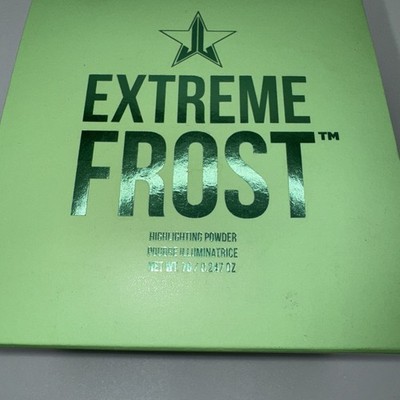 EXTREME
FROST™
HIGHLIGHTING POWDER
POUDRE ILLUMINATRICE
NET WT. 7G / 0.247 OZ